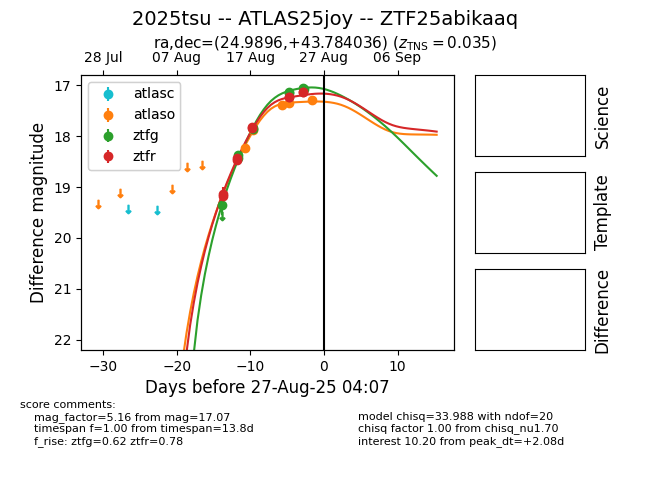 2025tsu -- ATLAS25joy -- ZTF25abikaaq
ra,dec=(24.9896,+43.784036) (z_TNS = 0.035)
28 Jul 07 Aug 17 Aug 27 Aug 06 Sep
17
18
19
20
21
22
Difference magnitude
atlasc
atlaso
ztfg
ztfr
−30 −20 −10 0 10
Days before 27-Aug-25 04:07
Science
Template
Difference
score comments:
mag_factor=5.16 from mag=17.07
timespan f=1.00 from timespan=13.8d
f_rise: ztfg=0.62 ztfr=0.78
model chisq=33.988 with ndof=20
chisq factor 1.00 from chisq_nu1.70
interest 10.20 from peak_dt=+2.08d